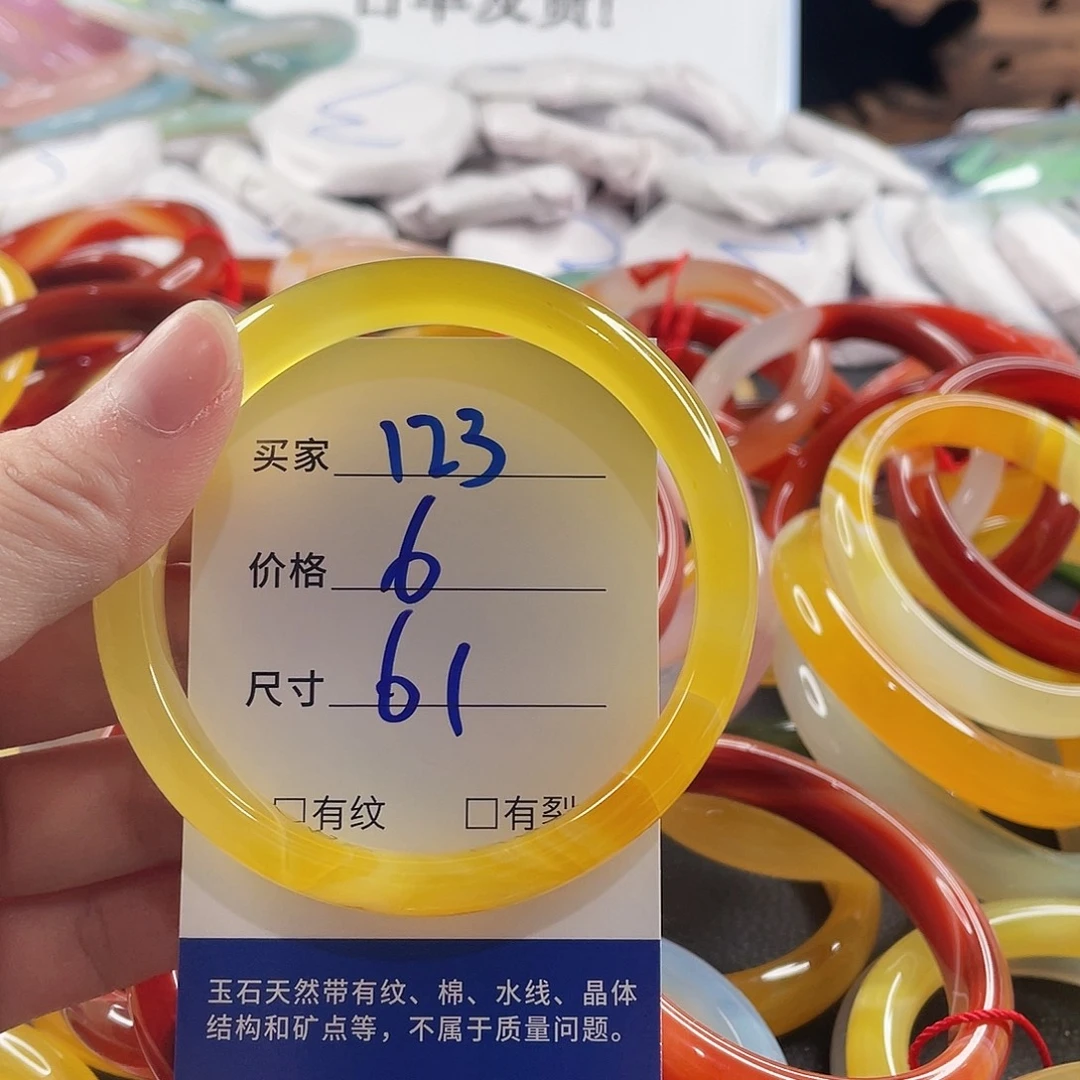 买家 123
价格 6
尺寸 61
□有纹 □有裂
玉石天然带有纹、棉、水线、晶体
结构和矿点等，不属于质量问题。